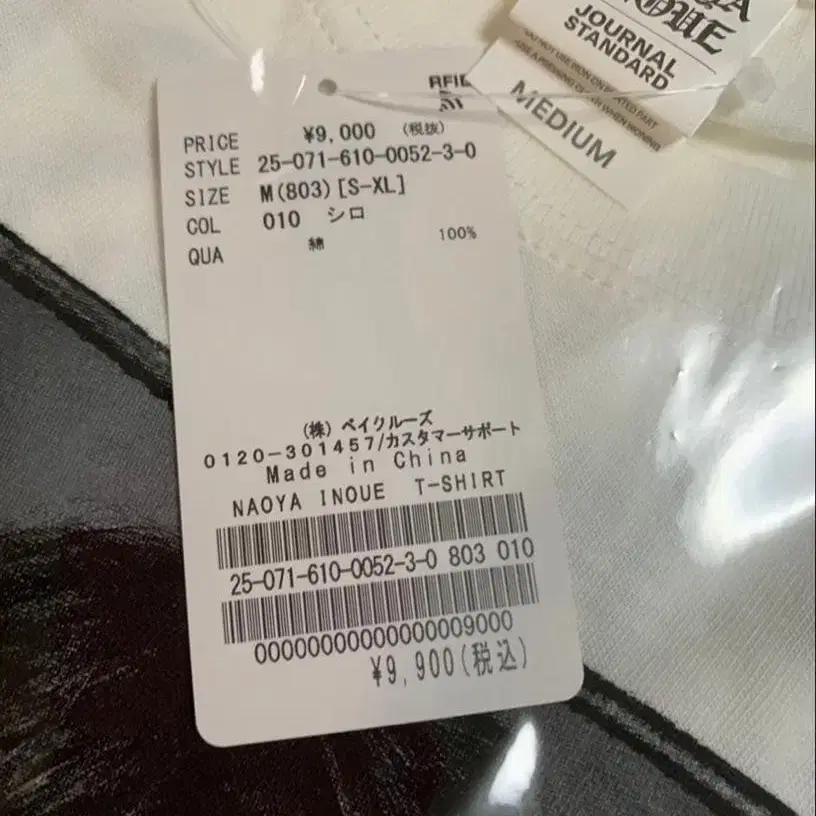 OUE
JOURNAL
STANDARD
MEDIUM
PRICE ¥9,000 (税抜)
STYLE 25-071-610-0052-3-0
SIZE M(803)[S-XL]
COL 010 シロ
QUA 綿 100%
(株) ベイクルーズ
0120-301457/カスタマーサポート
Made in China
NAOYA INOUE T-SHIRT
25-071-610-0052-3-0 803 010
00000000000000009000
¥9,900(税込)